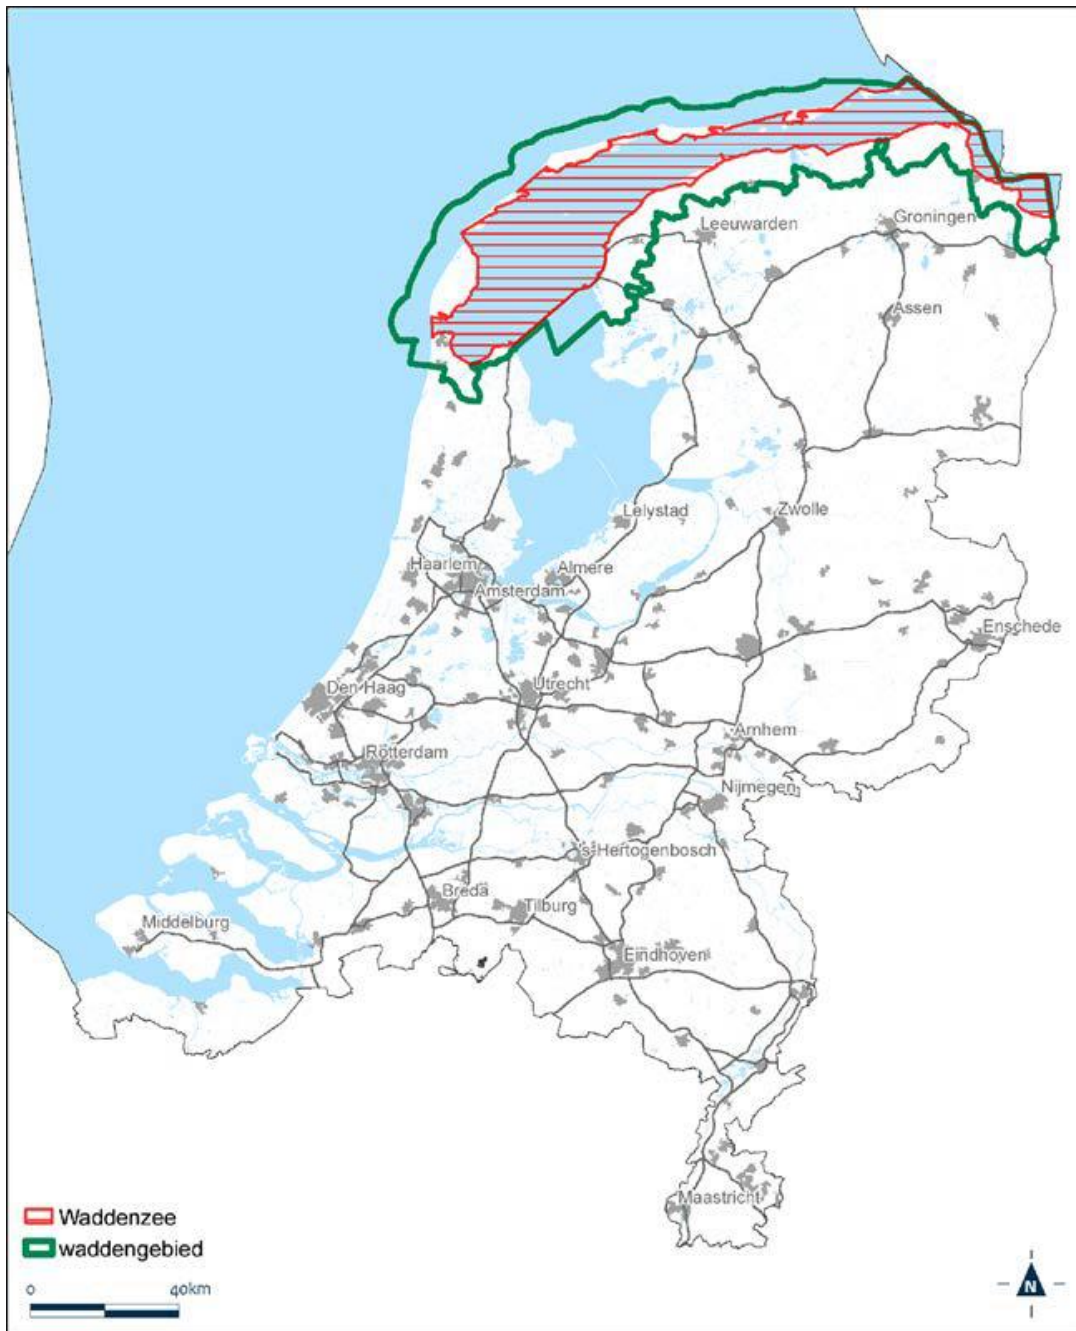 Leeuwarden
Groningen
Assen
Lelystad
Zwolle
Haarlem
Almere
Amsterdam
Enschede
Den Haag
Utrecht
Arnhem
Rotterdam
Nijmegen
's-Hertogenbosch
Breda
Tilburg
Middelburg
Eindhoven
Maastricht
Waddenzee
waddengebied
0 40km
N